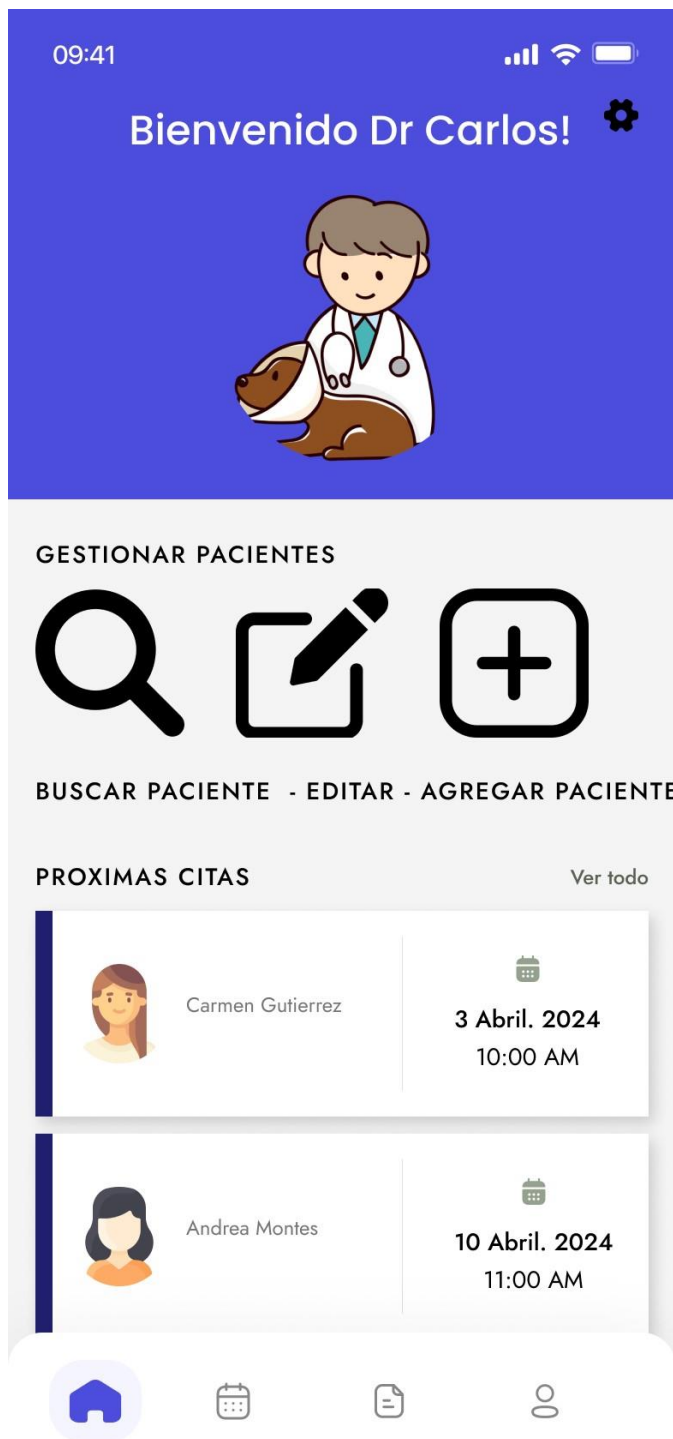 09:41
Bienvenido Dr Carlos!
GESTIONAR PACIENTES
BUSCAR PACIENTE - EDITAR - AGREGAR PACIENTE
PROXIMAS CITAS Ver todo
Carmen Gutierrez
3 Abril. 2024
10:00 AM
Andrea Montes
10 Abril. 2024
11:00 AM